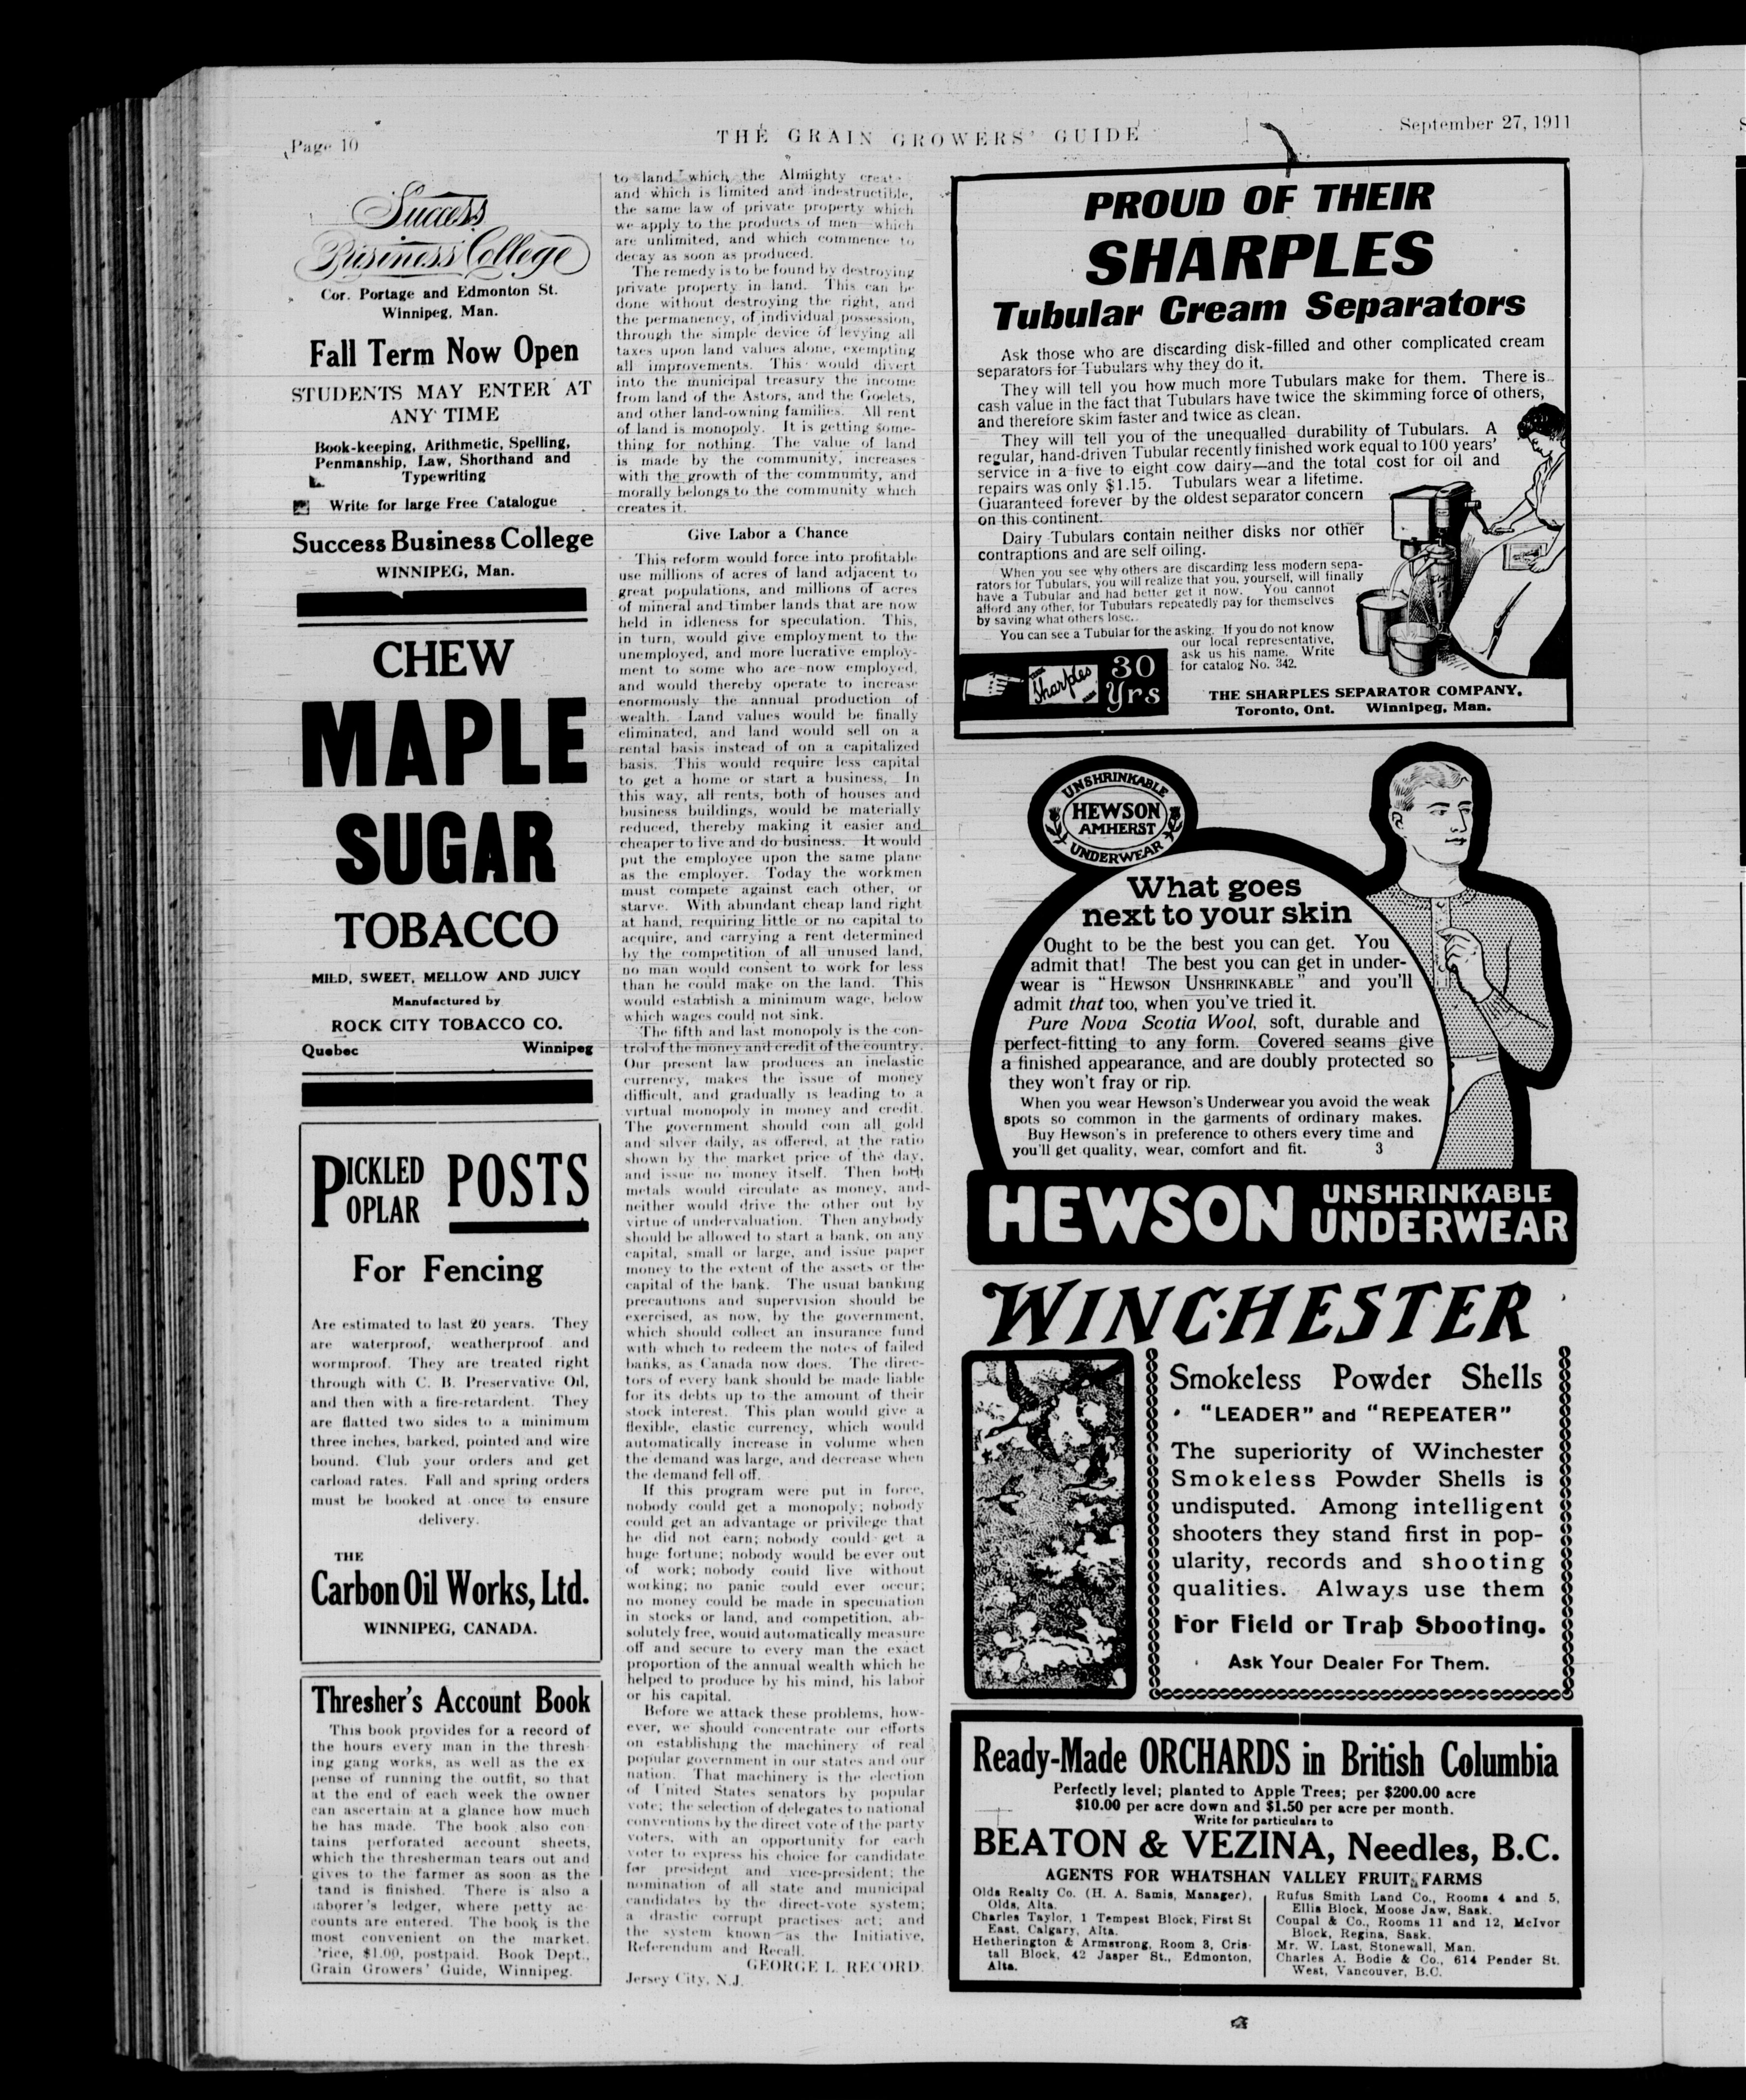 Page 10
THE GRAIN GROWERS' GUIDE
September 27, 1911
Success
Business College
Cor. Portage and Edmonton St.
Winnipeg, Man.
Fall Term Now Open
STUDENTS MAY ENTER AT
ANY TIME
Book-keeping, Arithmetic, Spelling,
Penmanship, Law, Shorthand and
Typewriting
Write for large Free Catalogue
Success Business College
WINNIPEG, Man.
CHEW
MAPLE
SUGAR
TOBACCO
MILD, SWEET, MELLOW AND JUICY
Manufactured by
ROCK CITY TOBACCO CO.
Quebec Winnipeg
PICKLED
POPLAR POSTS
For Fencing
Are estimated to last 20 years. They
are waterproof, weatherproof and
wormproof. They are treated right
through with C. B. Preservative Oil,
and then with a fire-retardent. They
are flatted two sides to a minimum
three inches, barked, pointed and wire
bound. Club your orders and get
carload rates. Fall and spring orders
must be booked at once to ensure
delivery.
THE
Carbon Oil Works, Ltd.
WINNIPEG, CANADA.
Thresher's Account Book
This book provides for a record of
the hours every man in the thresh
ing gang works, as well as the ex
pense of running the outfit, so that
at the end of each week the owner
can ascertain at a glance how much
he has made. The book also con
tains perforated account sheets,
which the thresherman tears out and
gives to the farmer as soon as the
tand is finished. There is also a
laborer's ledger, where petty ac
counts are entered. The book is the
most convenient on the market.
Price, $1.00, postpaid. Book Dept.,
Grain Growers' Guide, Winnipeg.
to land which the Almighty creat
and which is limited and indestructible,
the same law of private property which
we apply to the products of men—which
are unlimited, and which commence to
decay as soon as produced.
The remedy is to be found by destroying
private property in land. This can be
done without destroying the right, and
the permanency, of individual possession,
through the simple device of levying all
taxes upon land values alone, exempting
all improvements. This would divert
into the municipal treasury the income
from land of the Astors, and the Goelets,
and other land-owning families. All rent
of land is monopoly. It is getting some-
thing for nothing. The value of land
is made by the community, increases
with the growth of the community, and
morally belongs to the community which
creates it.
Give Labor a Chance
This reform would force into profitable
use millions of acres of land adjacent to
great populations, and millions of acres
of mineral and timber lands that are now
held in idleness for speculation. This,
in turn, would give employment to the
unemployed, and more lucrative employ-
ment to some who are now employed,
and would thereby operate to increase
enormously the annual production of
wealth. Land values would be finally
eliminated, and land would sell on a
rental basis instead of on a capitalized
basis. This would require less capital
to get a home or start a business. In
this way, all rents, both of houses and
business buildings, would be materially
reduced, thereby making it easier and
cheaper to live and do business. It would
put the employee upon the same plane
as the employer. Today the workmen
must compete against each other, or
starve. With abundant cheap land right
at hand, requiring little or no capital to
acquire, and carrying a rent determined
by the competition of all unused land,
no man would consent to work for less
than he could make on the land. This
would establish a minimum wage, below
which wages could not sink.
The fifth and last monopoly is the con-
trol of the money and credit of the country.
Our present law produces an inelastic
currency, makes the issue of money
difficult, and gradually is leading to a
virtual monopoly in money and credit.
The government should coin all gold
and silver daily, as offered, at the ratio
shown by the market price of the day,
and issue no money itself. Then both
metals would circulate as money, and
neither would drive the other out by
virtue of undervaluation. Then anybody
should be allowed to start a bank, on any
capital, small or large, and issue paper
money to the extent of the assets or the
capital of the bank. The usual banking
precautions and supervision should be
exercised, as now, by the government,
which should collect an insurance fund
with which to redeem the notes of failed
banks, as Canada now does. The direc-
tors of every bank should be made liable
for its debts up to the amount of their
stock interest. This plan would give a
flexible, elastic currency, which would
automatically increase in volume when
the demand was large, and decrease when
the demand fell off.
If this program were put in force,
nobody could get a monopoly; nobody
could get an advantage or privilege that
he did not earn; nobody could get a
huge fortune; nobody would be ever out
of work; nobody could live without
working; no panic could ever occur;
no money could be made in speculation
in stocks or land, and competition, ab-
solutely free, would automatically measure
off and secure to every man the exact
proportion of the annual wealth which he
helped to produce by his mind, his labor
or his capital.
Before we attack these problems, how-
ever, we should concentrate our efforts
on establishing the machinery of real
popular government in our states and our
nation. That machinery is the election
of United States senators by popular
vote; the selection of delegates to national
conventions by the direct vote of the party
voters, with an opportunity for each
voter to express his choice for candidate
for president and vice-president; the
nomination of all state and municipal
candidates by the direct-vote system;
a drastic corrupt practises act; and
the system known as the Initiative,
Referendum and Recall.
GEORGE L. RECORD.
Jersey City, N.J.
PROUD OF THEIR
SHARPLES
Tubular Cream Separators
Ask those who are discarding disk-filled and other complicated cream
separators for Tubulars why they do it.
They will tell you how much more Tubulars make for them. There is
cash value in the fact that Tubulars have twice the skimming force of others,
and therefore skim faster and twice as clean.
They will tell you of the unequalled durability of Tubulars. A
regular, hand-driven Tubular recently finished work equal to 100 years'
service in a five to eight cow dairy—and the total cost for oil and
repairs was only $1.15. Tubulars wear a lifetime.
Guaranteed forever by the oldest separator concern
on this continent.
Dairy Tubulars contain neither disks nor other
contraptions and are self oiling.
When you see why others are discarding less modern sepa-
rators for Tubulars, you will realize that you, yourself, will finally
have a Tubular and had better get it now. You cannot
afford any other, for Tubulars repeatedly pay for themselves
by saving what others lose.
You can see a Tubular for the asking. If you do not know
our local representative,
ask us his name. Write
for catalog No. 342.
Sharples
30
Yrs
THE SHARPLES SEPARATOR COMPANY,
Toronto, Ont. Winnipeg, Man.
UNSHRINKABLE
HEWSON
AMHERST
UNDERWEAR
What goes
next to your skin
Ought to be the best you can get. You
admit that! The best you can get in under-
wear is "HEWSON UNSHRINKABLE" and you'll
admit that too, when you've tried it.
Pure Nova Scotia Wool, soft, durable and
perfect-fitting to any form. Covered seams give
a finished appearance, and are doubly protected so
they won't fray or rip.
When you wear Hewson's Underwear you avoid the weak
spots so common in the garments of ordinary makes.
Buy Hewson's in preference to others every time and
you'll get quality, wear, comfort and fit. 3
HEWSON UNSHRINKABLE
UNDERWEAR
WINCHESTER
Smokeless Powder Shells
"LEADER" and "REPEATER"
The superiority of Winchester
Smokeless Powder Shells is
undisputed. Among intelligent
shooters they stand first in pop-
ularity, records and shooting
qualities. Always use them
For Field or Trap Shooting.
Ask Your Dealer For Them.
Ready-Made ORCHARDS in British Columbia
Perfectly level; planted to Apple Trees; per $200.00 acre
$10.00 per acre down and $1.50 per acre per month.
Write for particulars to
BEATON & VEZINA, Needles, B.C.
AGENTS FOR WHATSHAN VALLEY FRUIT FARMS
Olds Realty Co. (H. A. Samis, Manager),
Olds, Alta.
Charles Taylor, 1 Tempest Block, First St
East, Calgary, Alta.
Hetherington & Armstrong, Room 3, Cris-
tall Block, 42 Jasper St., Edmonton,
Alta.
Rufus Smith Land Co., Rooms 4 and 5,
Ellis Block, Moose Jaw, Sask.
Coupal & Co., Rooms 11 and 12, McIvor
Block, Regina, Sask.
Mr. W. Last, Stonewall, Man.
Charles A. Bodie & Co., 614 Pender St.
West, Vancouver, B.C.